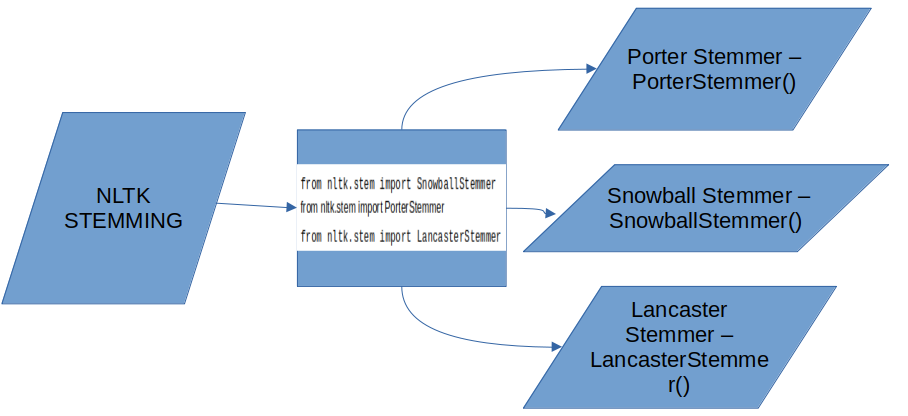 NLTK
STEMMING
from nltk.stem import SnowballStemmer
from nltk.stem import PorterStemmer
from nltk.stem import LancasterStemmer
Porter Stemmer –
PorterStemmer()
Snowball Stemmer –
SnowballStemmer()
Lancaster
Stemmer –
LancasterStemme
r()